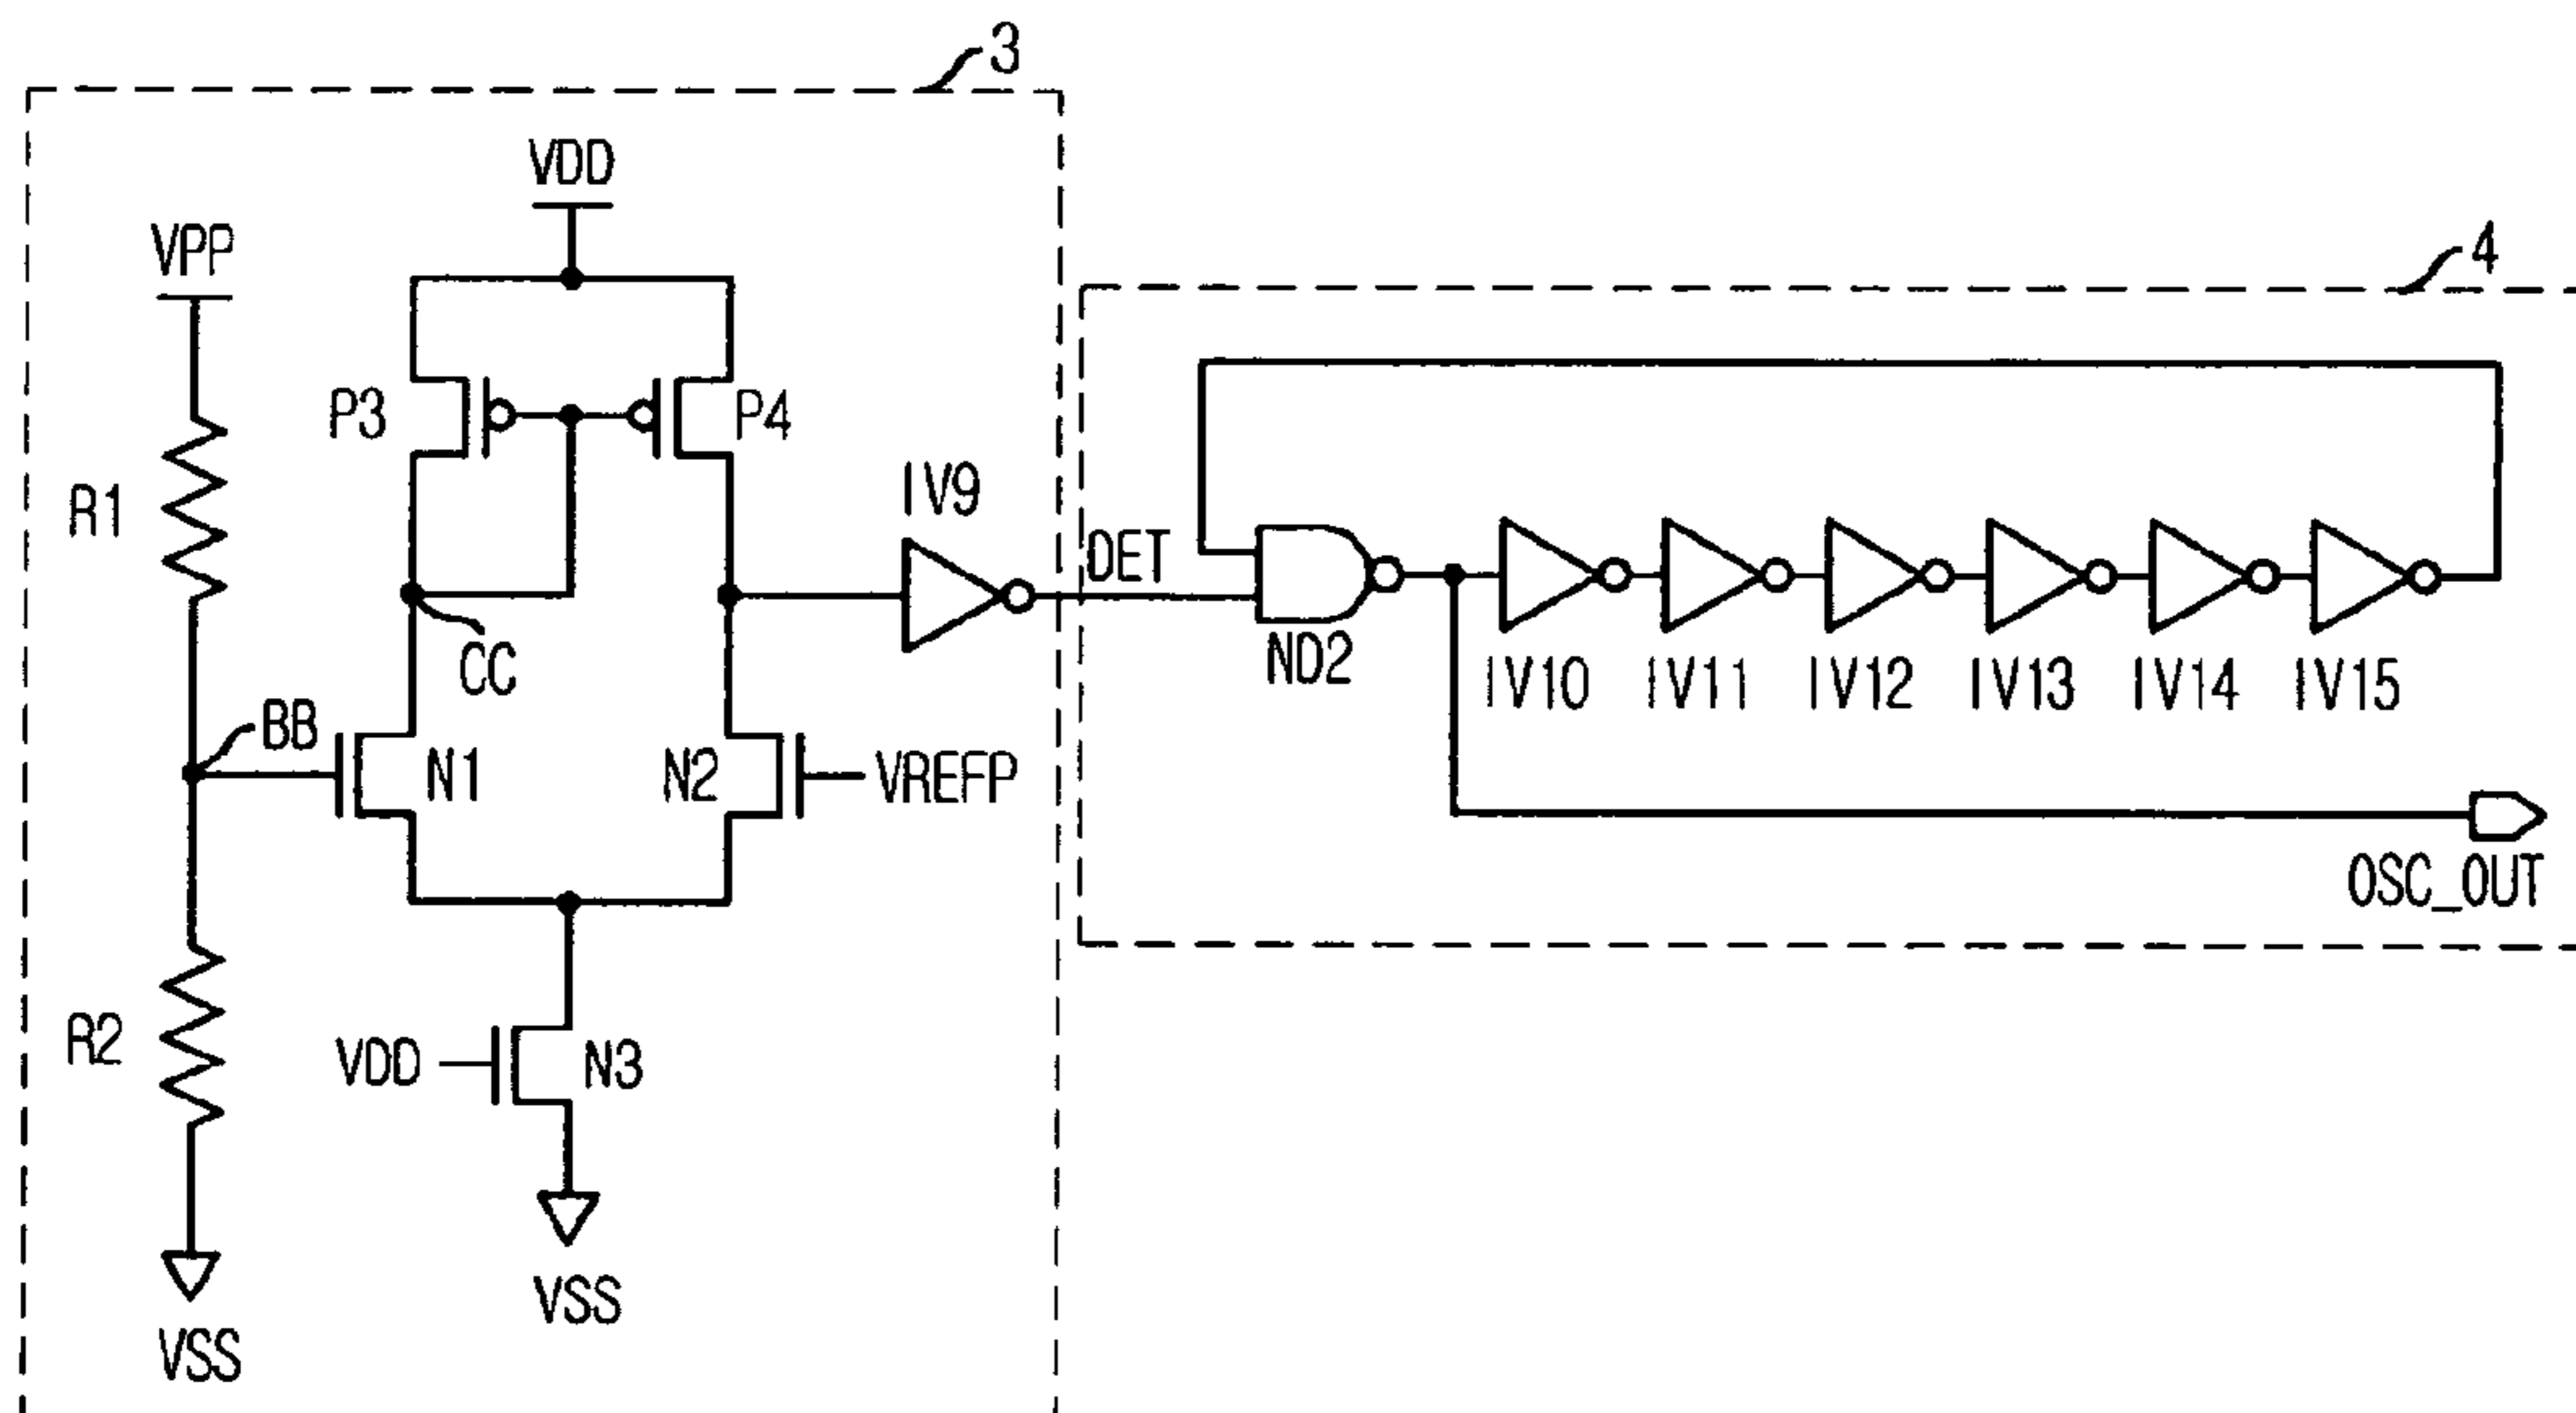 3
VDD
VPP
4
P3
P4
IV9
R1
DET
ND2
IV10
IV11
IV12
IV13
IV14
IV15
CC
BB
N1
N2
VREFP
OSC_OUT
R2
VDD
N3
VSS
VSS